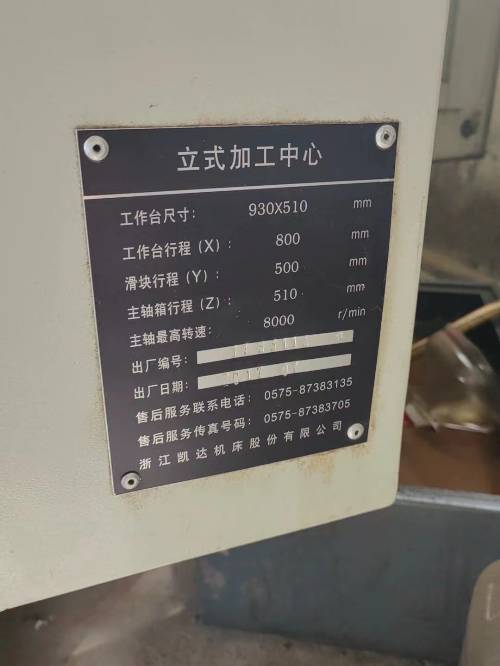 立式加工中心
工作台尺寸: 930X510 mm
工作台行程(X): 800 mm
滑块行程(Y): 500 mm
主轴箱行程(Z): 510 mm
主轴最高转速: 8000 r/min
出厂编号:
出厂日期:
售后服务联系电话: 0575-87383135
售后服务传真号码: 0575-87383705
浙江凯达机床股份有限公司